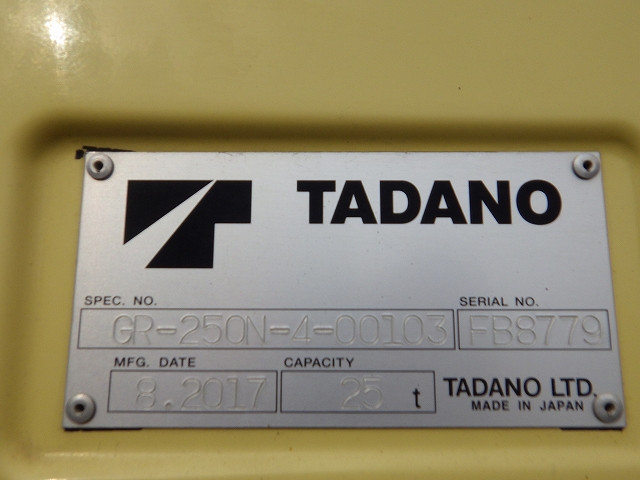 TADANO
SPEC. NO. SERIAL NO.
GR-250N-4-00103 FB8779
MFG. DATE CAPACITY
8.2017 25 t TADANO LTD.
MADE IN JAPAN